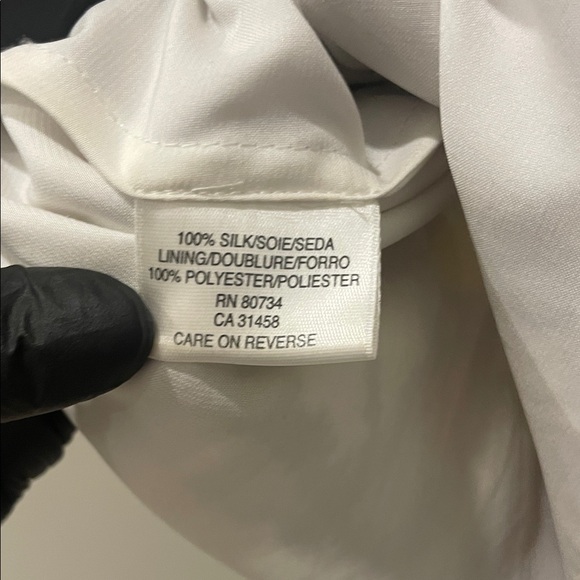 100% SILK/SOIE/SEDA
LINING/DOUBLURE/FORRO
100% POLYESTER/POLIESTER
RN 80734
CA 31458
CARE ON REVERSE